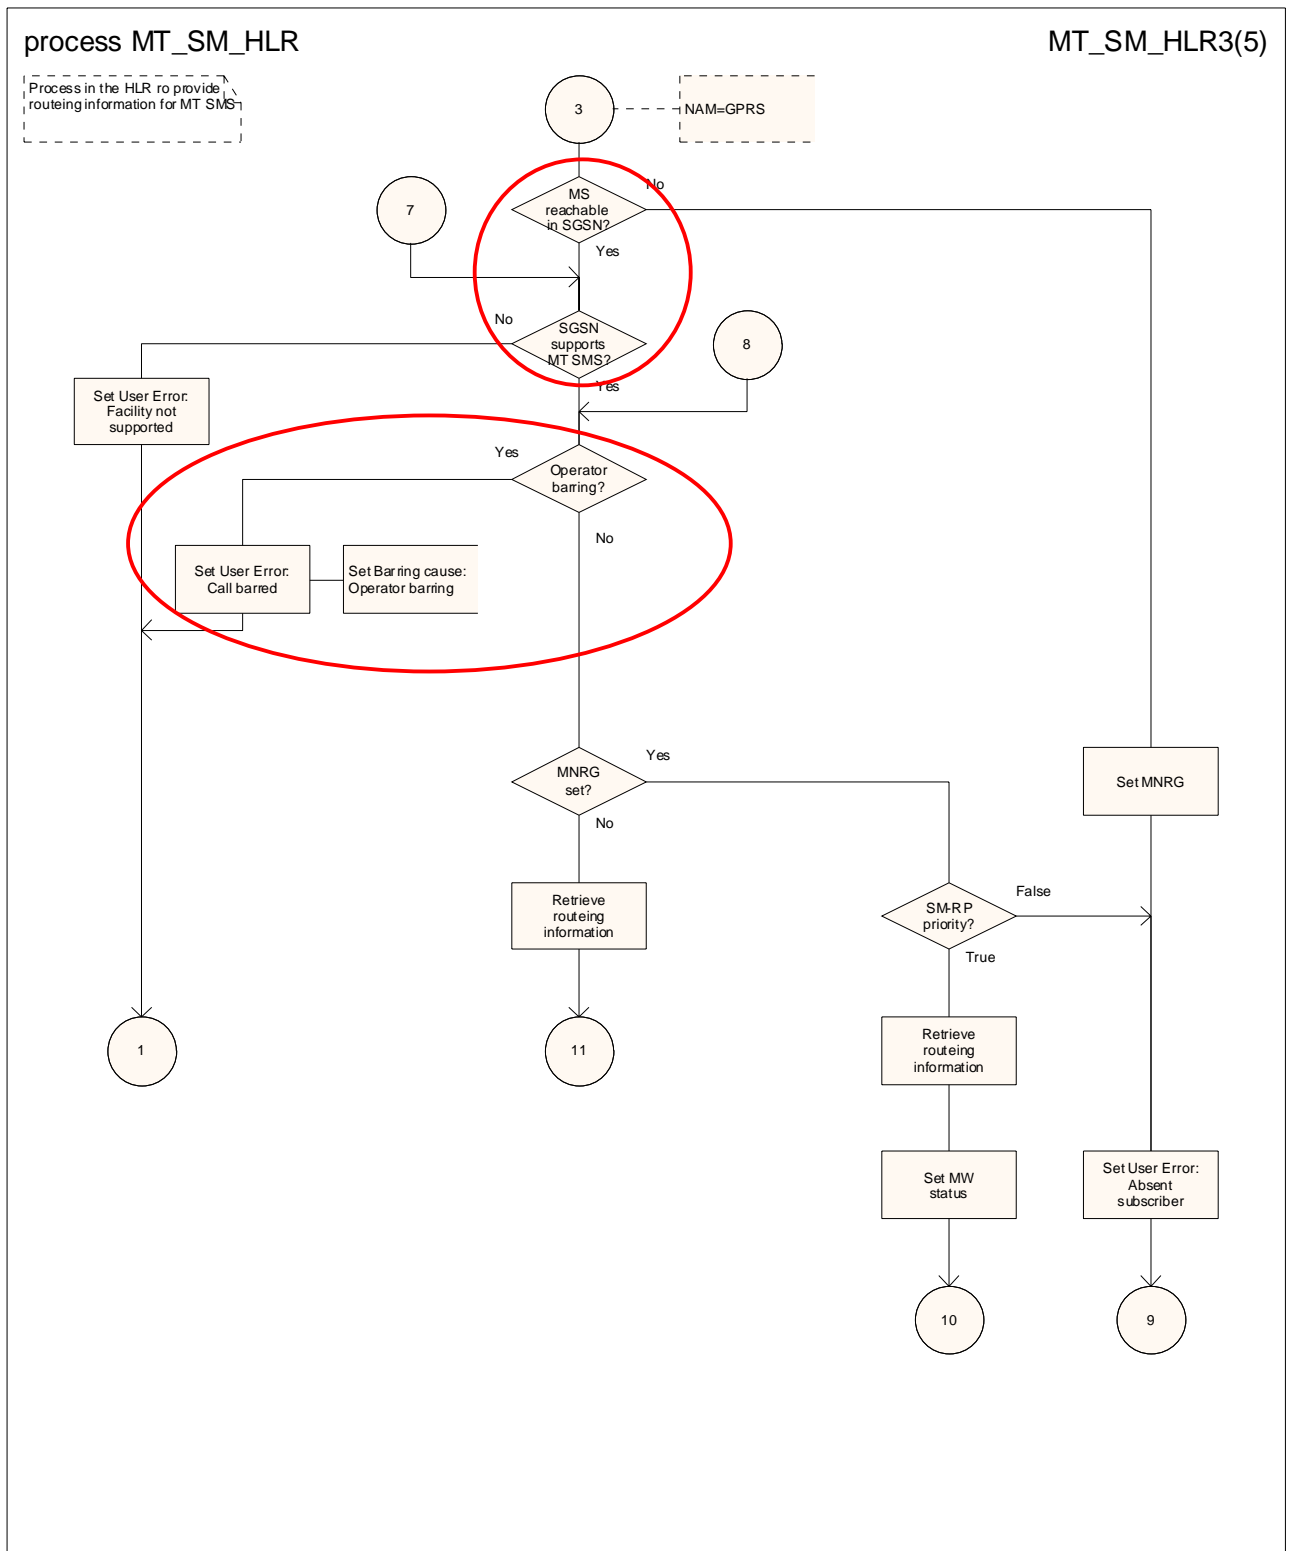 process MT_SM_HLR
MT_SM_HLR3(5)
Process in the HLR ro provide
routeing information for MT SMS
3
NAM=GPRS
7
MS
reachable
in SGSN?
No
Yes
No
SGSN
supports
MT SMS?
8
Yes
Set User Error:
Facility not
supported
Yes
Operator
barring?
No
Set User Error:
Call barred
Set Barring cause:
Operator barring
MNRG
set?
Yes
No
Set MNRG
Retrieve
routeing
information
SM-RP
priority?
False
True
1
11
Retrieve
routeing
information
Set MW
status
Set User Error:
Absent
subscriber
10
9